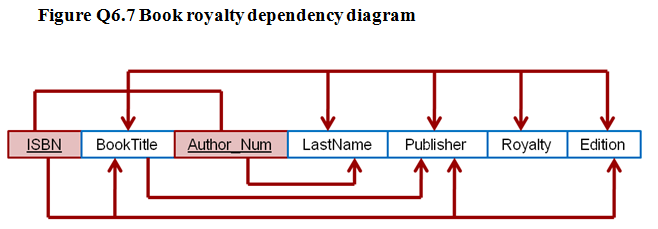 Figure Q6.7 Book royalty dependency diagram
ISBN BookTitle Author_Num LastName Publisher Royalty Edition